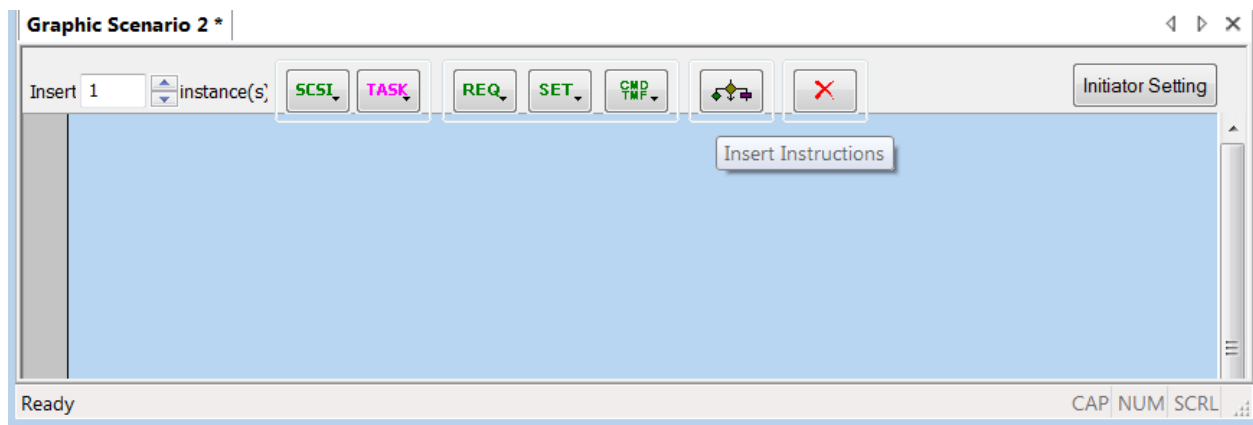 Graphic Scenario 2 *
Insert 1 instance(s) SCSI TASK REQ SET CMD TMF Initiator Setting
Insert Instructions
Ready CAP NUM SCRL